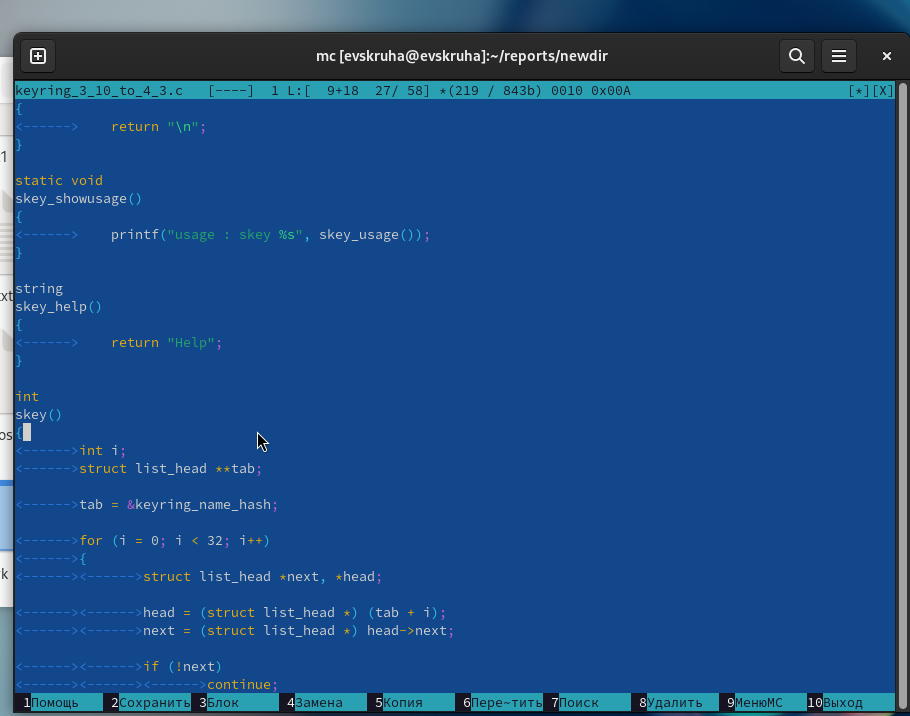 mc [evskruha@evskruha]:~/reports/newdir
keyring_3_10_to_4_3.c [----] 1 L:[ 9+18 27/ 58] *(219 / 843b) 0010 0x00A [*][X]
{
<------> return "\n";
}
static void
skey_showusage()
{
<------> printf("usage : skey %s", skey_usage());
}
string
skey_help()
{
<------> return "Help";
}
int
skey()
{
<------>int i;
<------>struct list_head **tab;
<------>tab = &keyring_name_hash;
<------>for (i = 0; i < 32; i++)
<------>{
<------><------>struct list_head *next, *head;
<------><------>head = (struct list_head *) (tab + i);
<------><------>next = (struct list_head *) head->next;
<------><------>if (!next)
<------><------><------>continue;
1Помощь 2Сохранить 3Блок 4Замена 5Копия 6Пере~тить 7Поиск 8Удалить 9МенюMC 10Выход